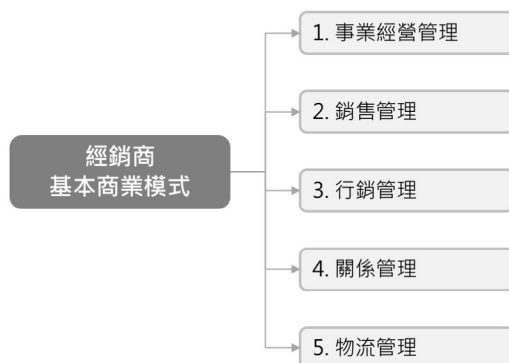 經銷商
基本商業模式
1. 事業經營管理
2. 銷售管理
3. 行銷管理
4. 關係管理
5. 物流管理